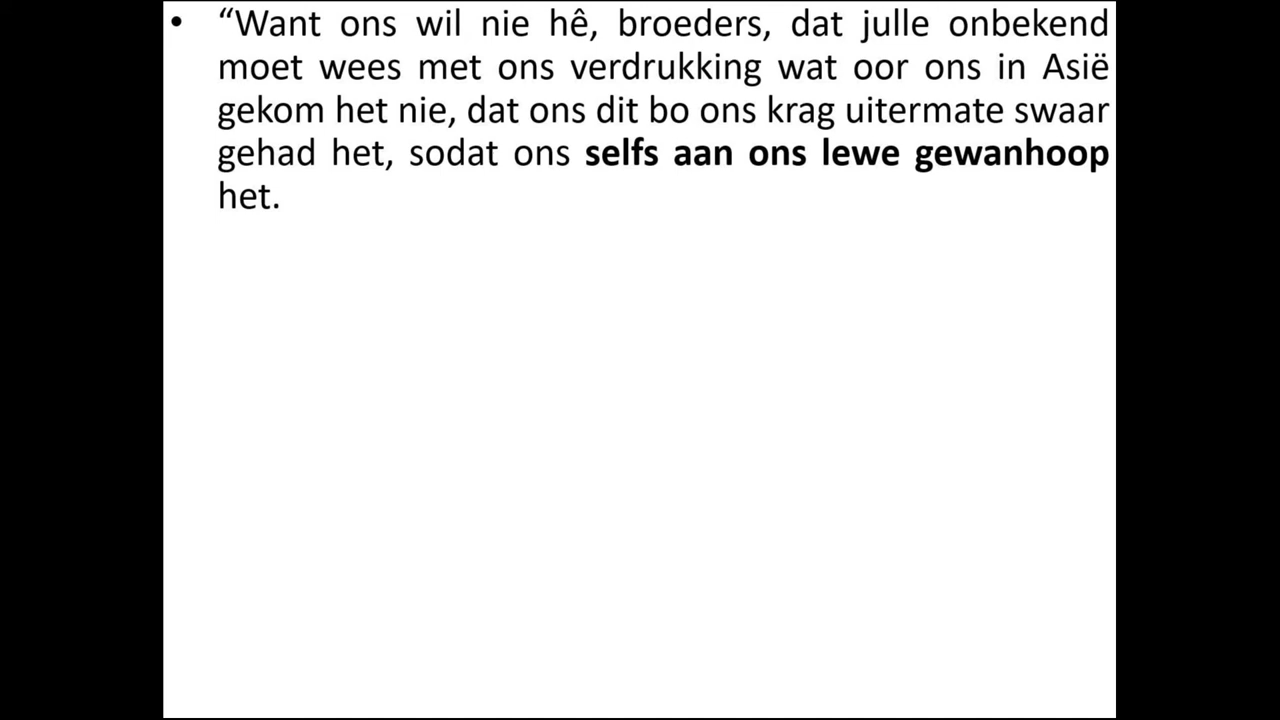 • “Want ons wil nie hê, broeders, dat julle onbekend
moet wees met ons verdrukking wat oor ons in Asië
gekom het nie, dat ons dit bo ons krag uitermate swaar
gehad het, sodat ons selfs aan ons lewe gewanhoop
het.